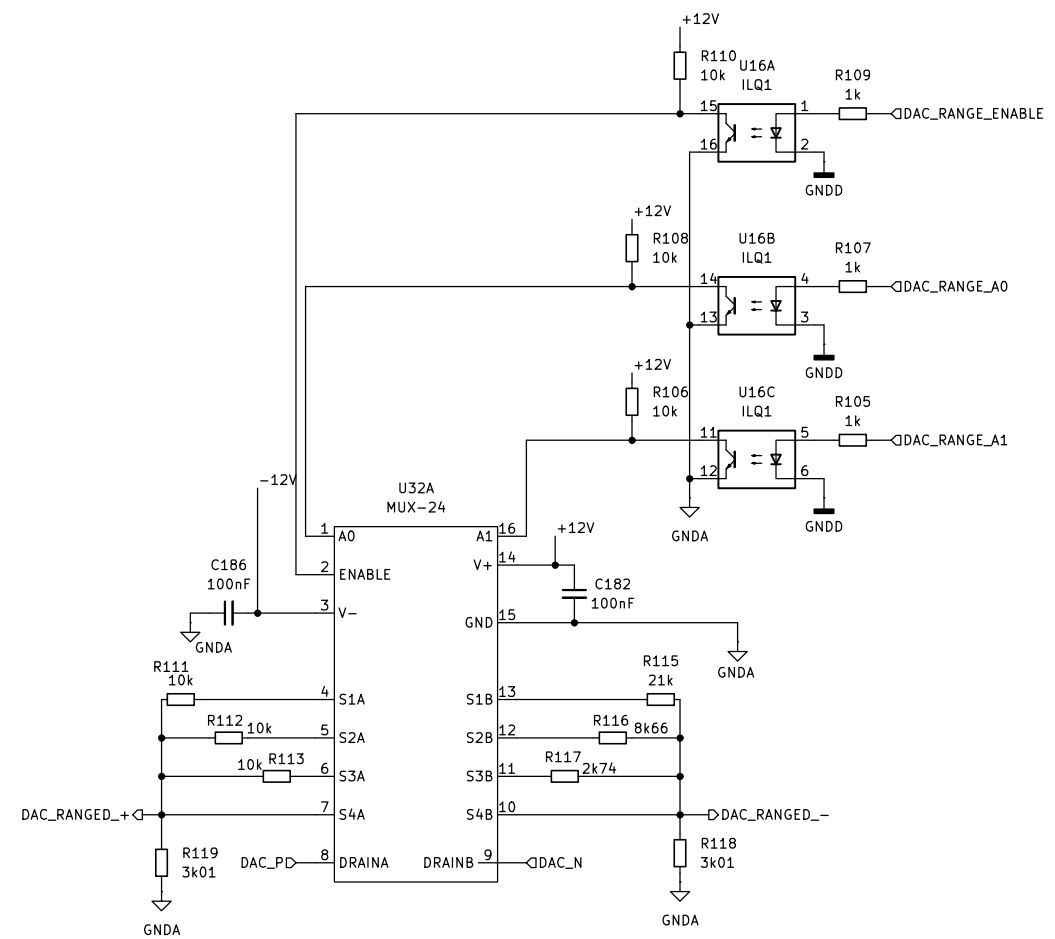 +12V
R110
10k
U16A
ILQ1
R109
1k
15
1
DAC_RANGE_ENABLE
16
2
GNDD
+12V
R108
10k
U16B
ILQ1
R107
1k
14
4
DAC_RANGE_A0
13
3
GNDD
+12V
R106
10k
U16C
ILQ1
R105
1k
11
5
DAC_RANGE_A1
12
6
GNDD
GNDA
-12V
U32A
MUX-24
1
A0
A1
16
+12V
V+
14
C186
100nF
2
ENABLE
C182
100nF
3
V-
GND
15
GNDA
GNDA
R111
10k
4
S1A
S1B
13
R115
21k
R112
10k
5
S2A
S2B
12
R116
8k66
10k
R113
6
S3A
S3B
11
R117
2k74
DAC_RANGED_+
7
S4A
S4B
10
DAC_RANGED_-
R119
3k01
DAC_P
8
DRAINA
DRAINB
9
DAC_N
R118
3k01
GNDA
GNDA